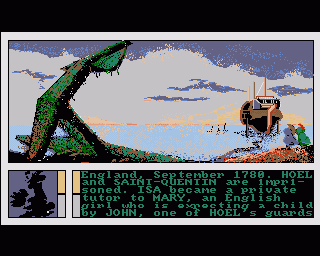 England, September 1780. HOEL
and SAINT-QUENTIN are impri-
soned. ISA became a private
tutor to MARY, an English
girl who is expecting a child
by JOHN, one of HOEL's guards